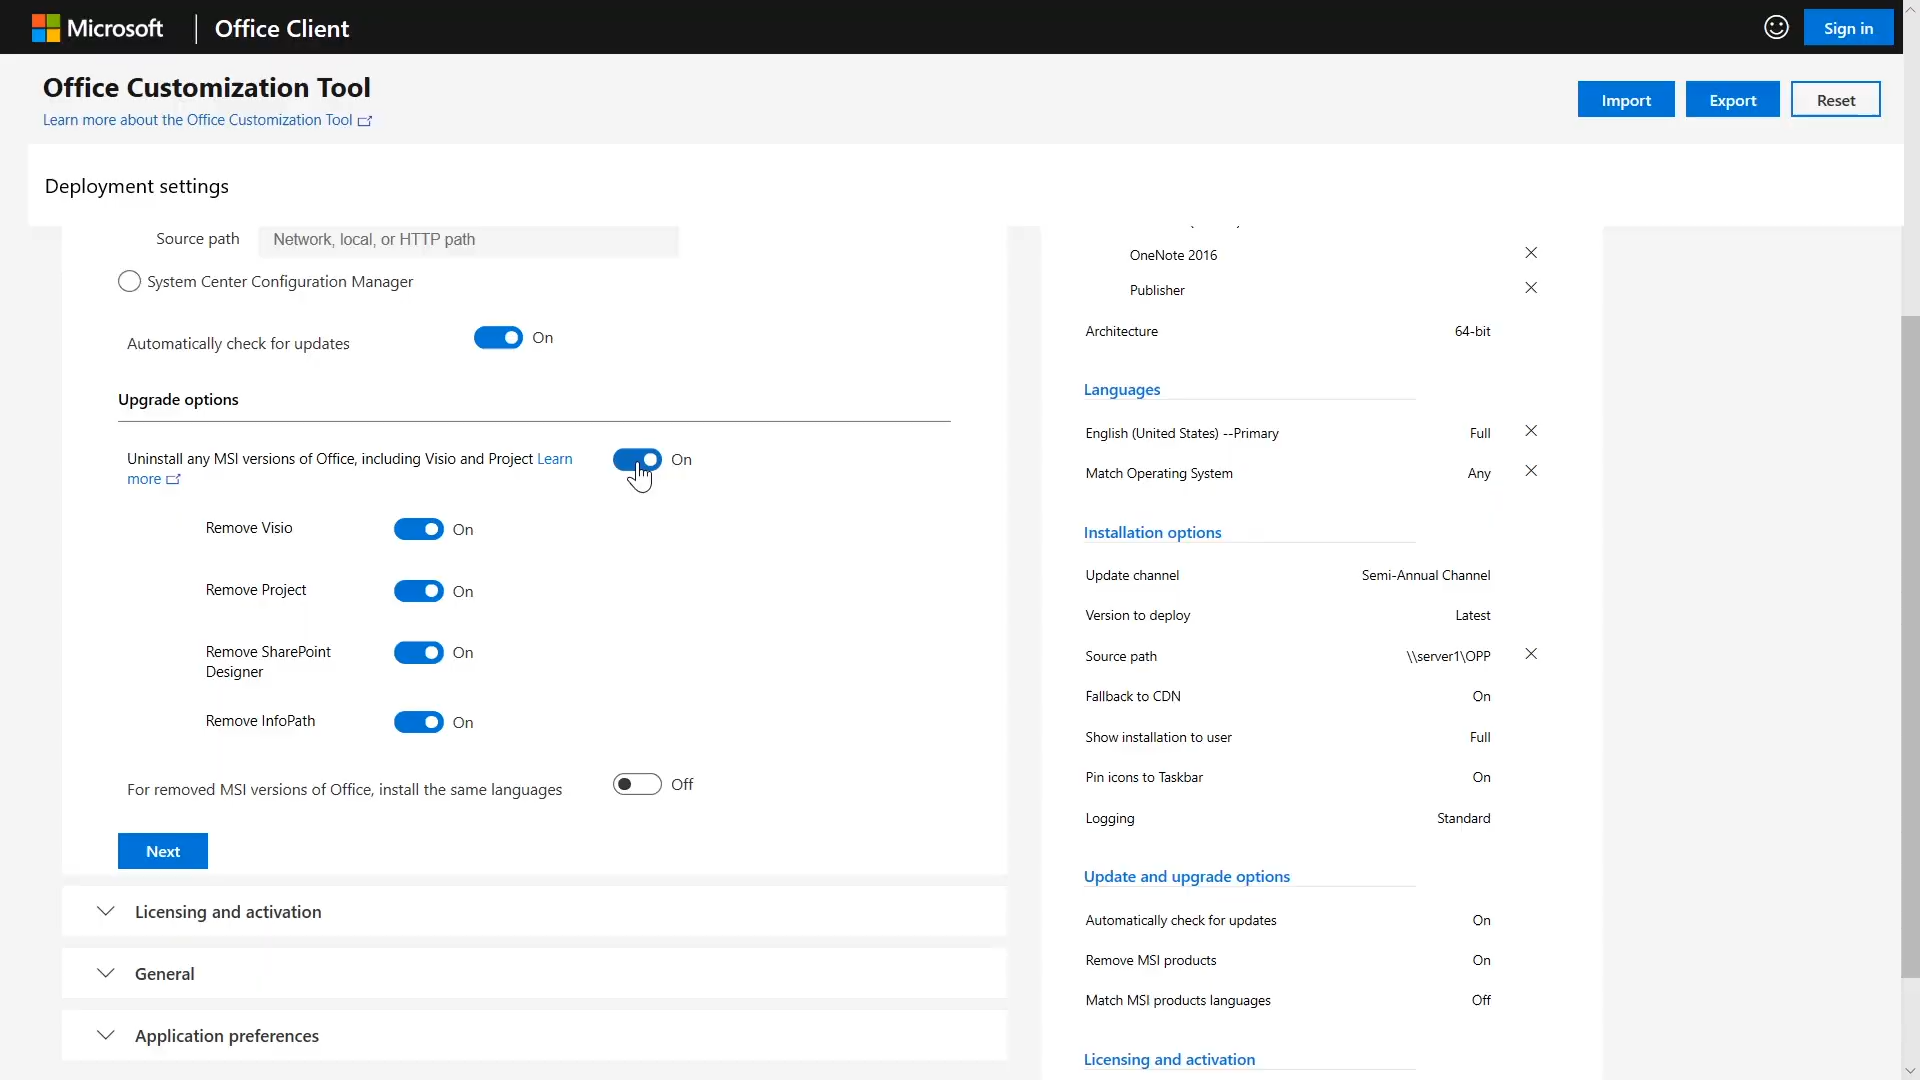 Microsoft
Office Client
Sign in
Office Customization Tool
Learn more about the Office Customization Tool
Import
Export
Reset
Deployment settings
Source path
Network, local, or HTTP path
System Center Configuration Manager
Automatically check for updates
On
Upgrade options
Uninstall any MSI versions of Office, including Visio and Project Learn
more
On
Remove Visio
On
Remove Project
On
Remove SharePoint
Designer
On
Remove InfoPath
On
For removed MSI versions of Office, install the same languages
Off
Next
Licensing and activation
General
Application preferences
OneNote 2016
Publisher
Architecture
64-bit
Languages
English (United States) --Primary
Full
Match Operating System
Any
Installation options
Update channel
Semi-Annual Channel
Version to deploy
Latest
Source path
\\server1\OPP
Fallback to CDN
On
Show installation to user
Full
Pin icons to Taskbar
On
Logging
Standard
Update and upgrade options
Automatically check for updates
On
Remove MSI products
On
Match MSI products languages
Off
Licensing and activation